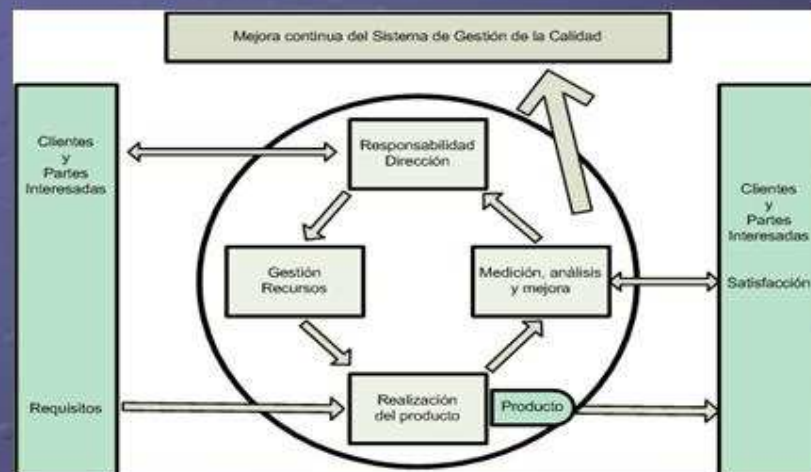 Mejora continua del Sistema de Gestión de la Calidad
Clientes
y
Partes
Interesadas
Responsabilidad
Dirección
Clientes
y
Partes
Interesadas
Gestión
Recursos
Medición, análisis
y mejora
Satisfacción
Requisitos
Realización
del producto
Producto